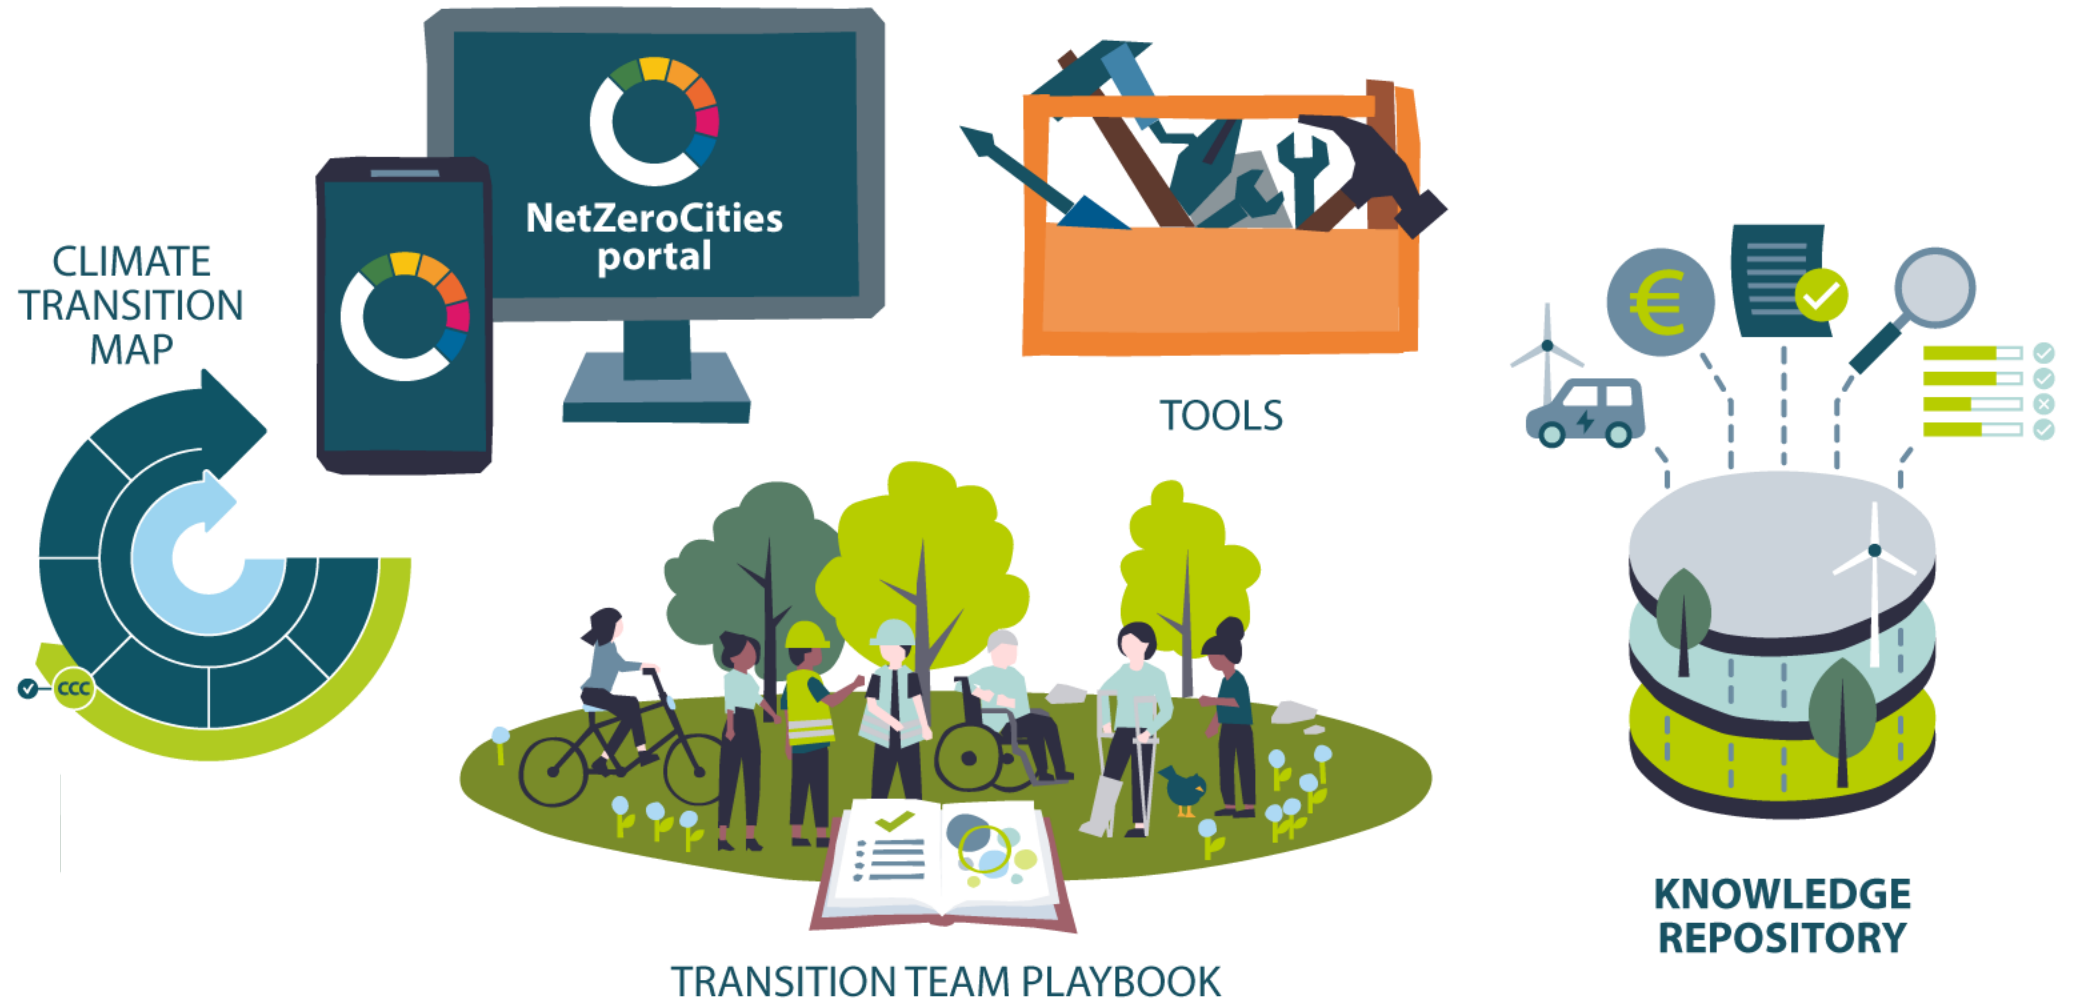 NetZeroCities
portal
CLIMATE
TRANSITION
MAP
CCC
TOOLS
€
TRANSITION TEAM PLAYBOOK
KNOWLEDGE
REPOSITORY